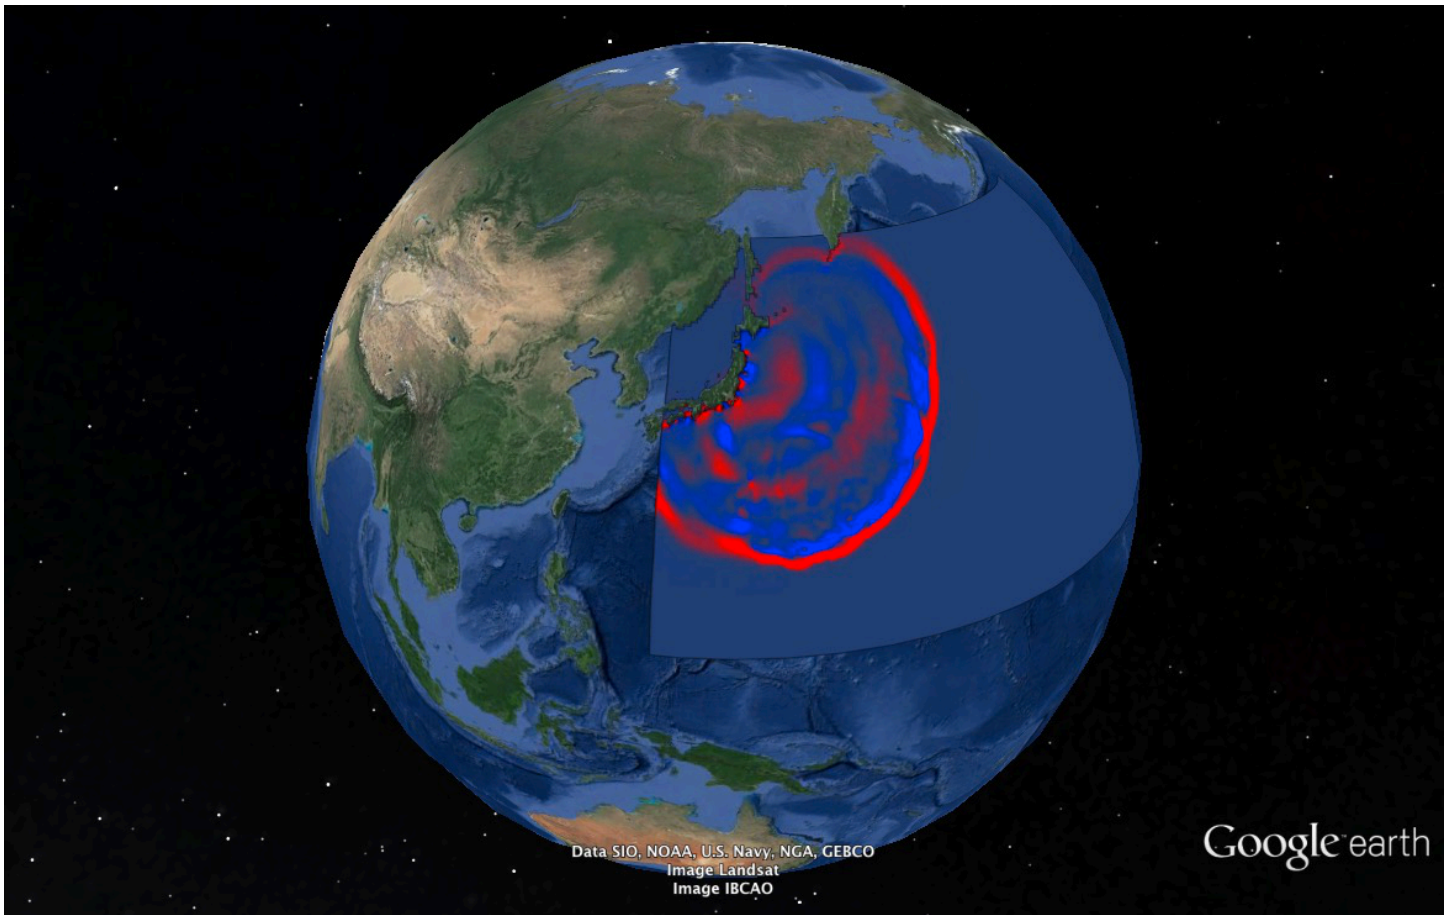 Data SIO, NOAA, U.S. Navy, NGA, GEBCO
Image Landsat
Image IBCAO
Google earth